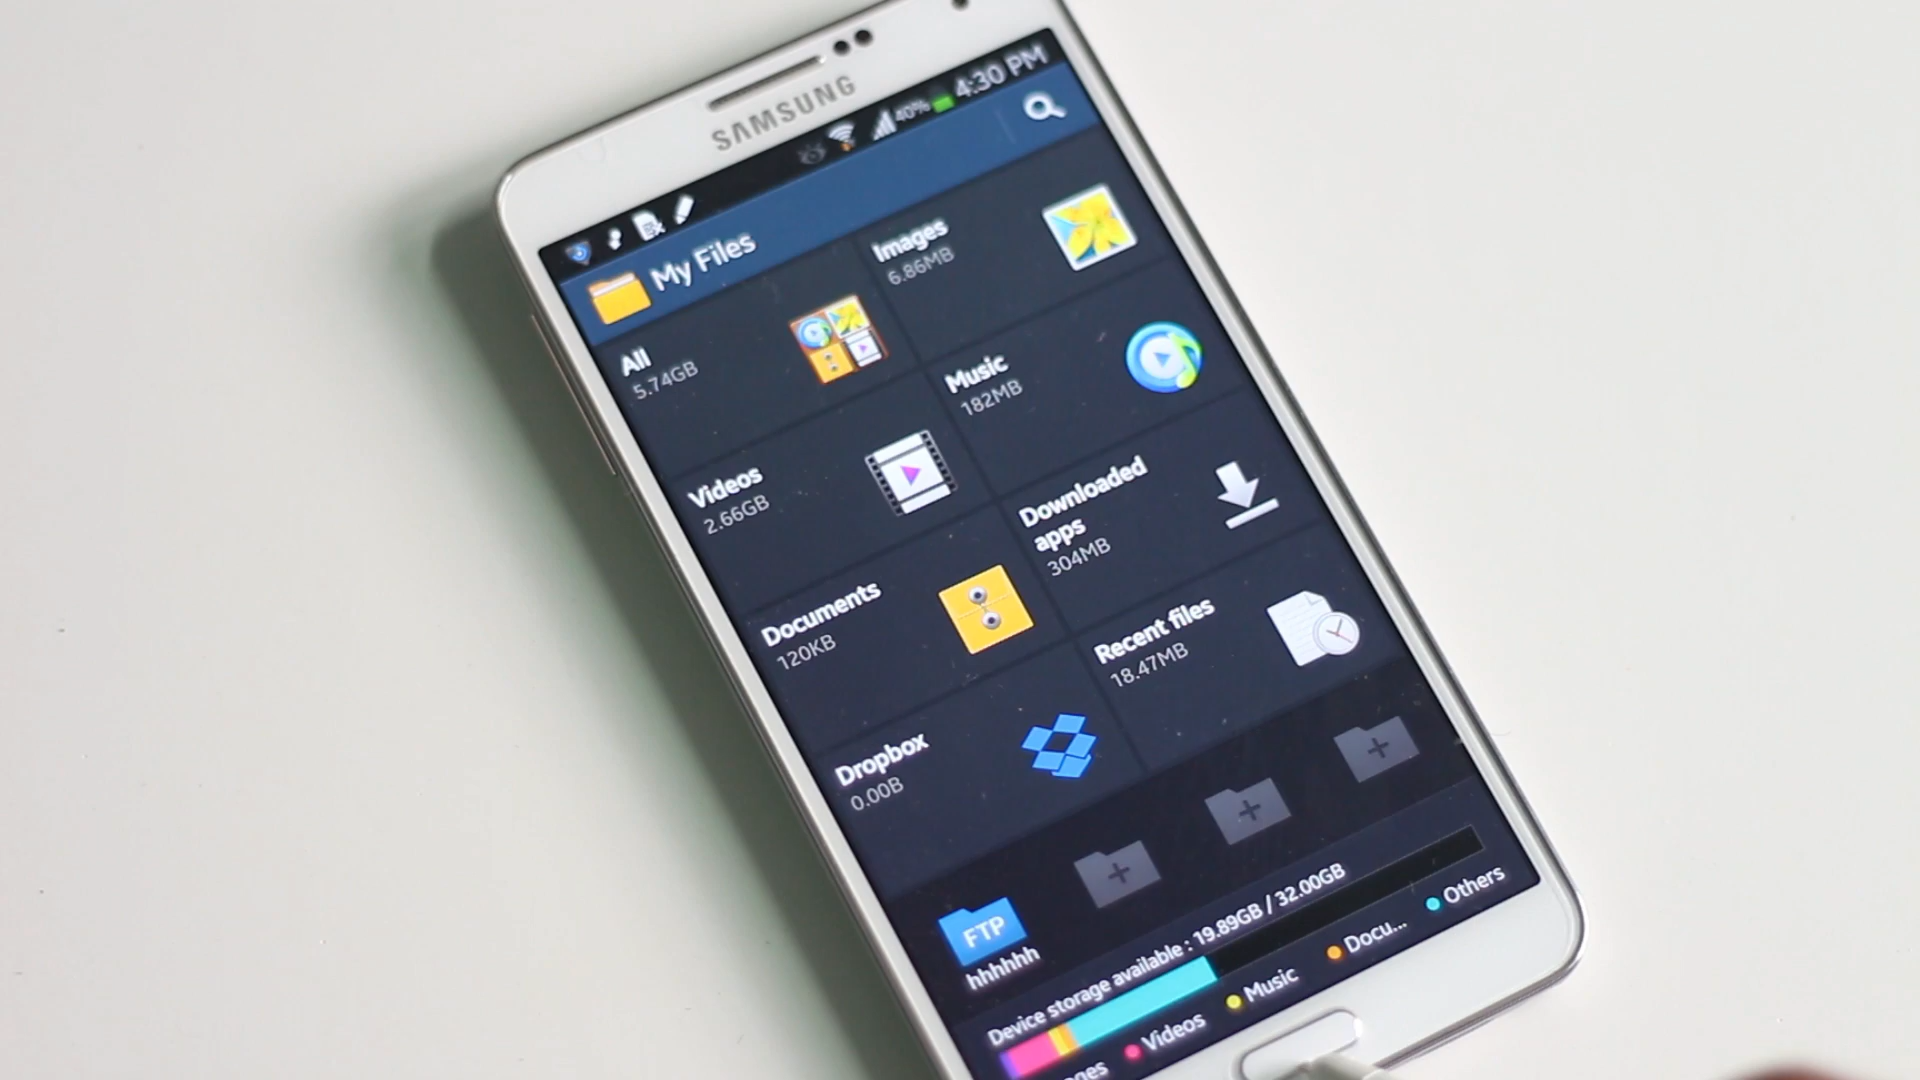 SAMSUNG
40% 4:30 PM
My Files
All
5.74GB
Images
6.86MB
Videos
2.66GB
Music
182MB
Documents
120KB
Downloaded
apps
304MB
Dropbox
0.00B
Recent files
18.47MB
FTP
hhhhhh
Device storage available : 19.89GB / 32.00GB
Videos
Music
Docu...
Others